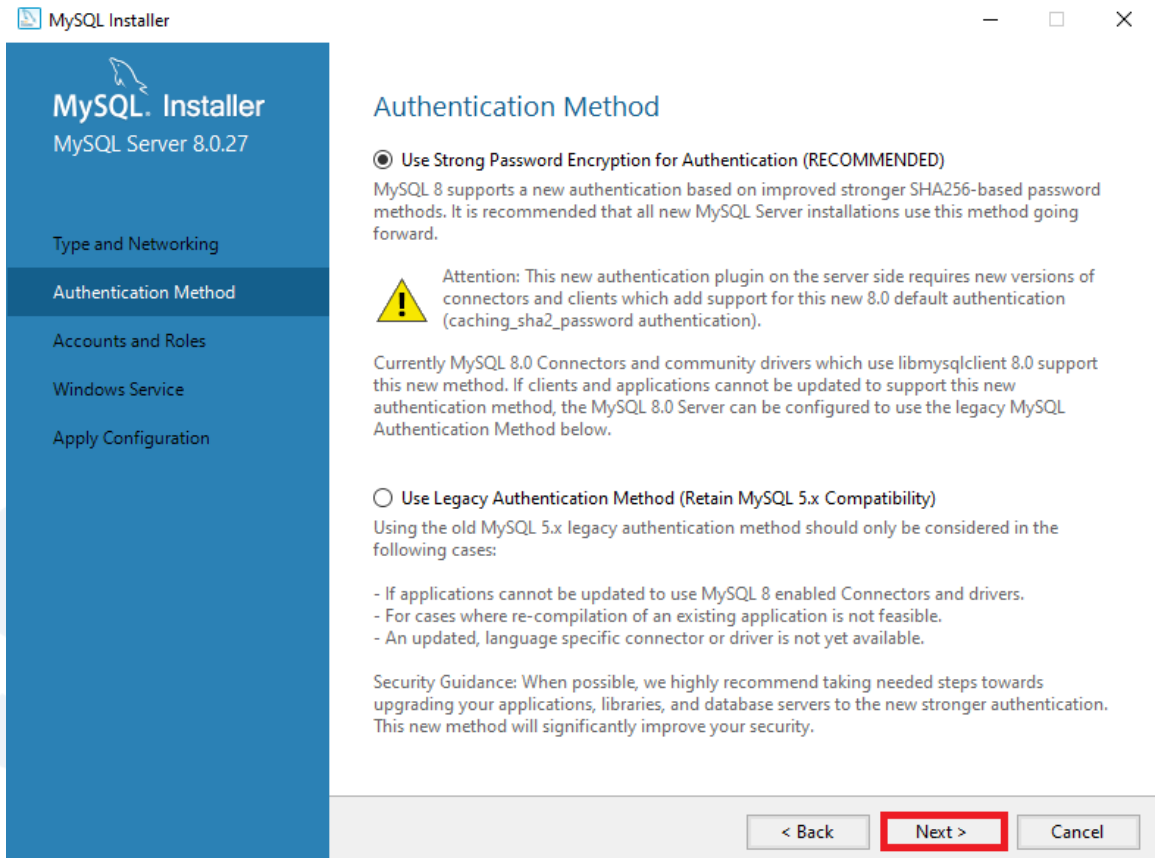 MySQL Installer
MySQL. Installer
MySQL Server 8.0.27
Type and Networking
Authentication Method
Accounts and Roles
Windows Service
Apply Configuration
Authentication Method
Use Strong Password Encryption for Authentication (RECOMMENDED)
MySQL 8 supports a new authentication based on improved stronger SHA256-based password
methods. It is recommended that all new MySQL Server installations use this method going
forward.
Attention: This new authentication plugin on the server side requires new versions of
connectors and clients which add support for this new 8.0 default authentication
(caching_sha2_password authentication).
Currently MySQL 8.0 Connectors and community drivers which use libmysqlclient 8.0 support
this new method. If clients and applications cannot be updated to support this new
authentication method, the MySQL 8.0 Server can be configured to use the legacy MySQL
Authentication Method below.
Use Legacy Authentication Method (Retain MySQL 5.x Compatibility)
Using the old MySQL 5.x legacy authentication method should only be considered in the
following cases:
- If applications cannot be updated to use MySQL 8 enabled Connectors and drivers.
- For cases where re-compilation of an existing application is not feasible.
- An updated, language specific connector or driver is not yet available.
Security Guidance: When possible, we highly recommend taking needed steps towards
upgrading your applications, libraries, and database servers to the new stronger authentication.
This new method will significantly improve your security.
< Back
Next >
Cancel